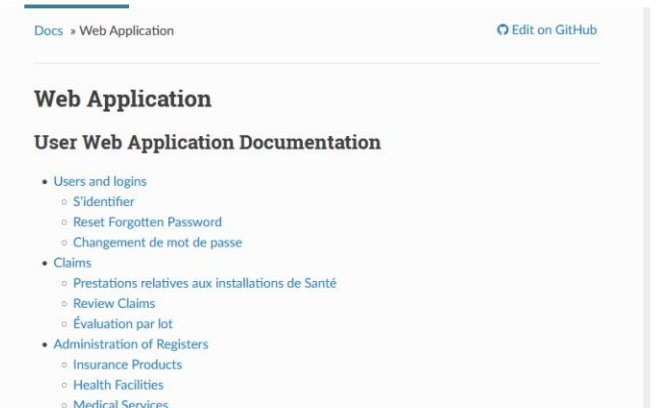 Docs » Web Application
Edit on GitHub
Web Application
User Web Application Documentation
Users and logins
S'identifier
Reset Forgotten Password
Changement de mot de passe
Claims
Prestations relatives aux installations de Santé
Review Claims
Évaluation par lot
Administration of Registers
Insurance Products
Health Facilities
Medical Services